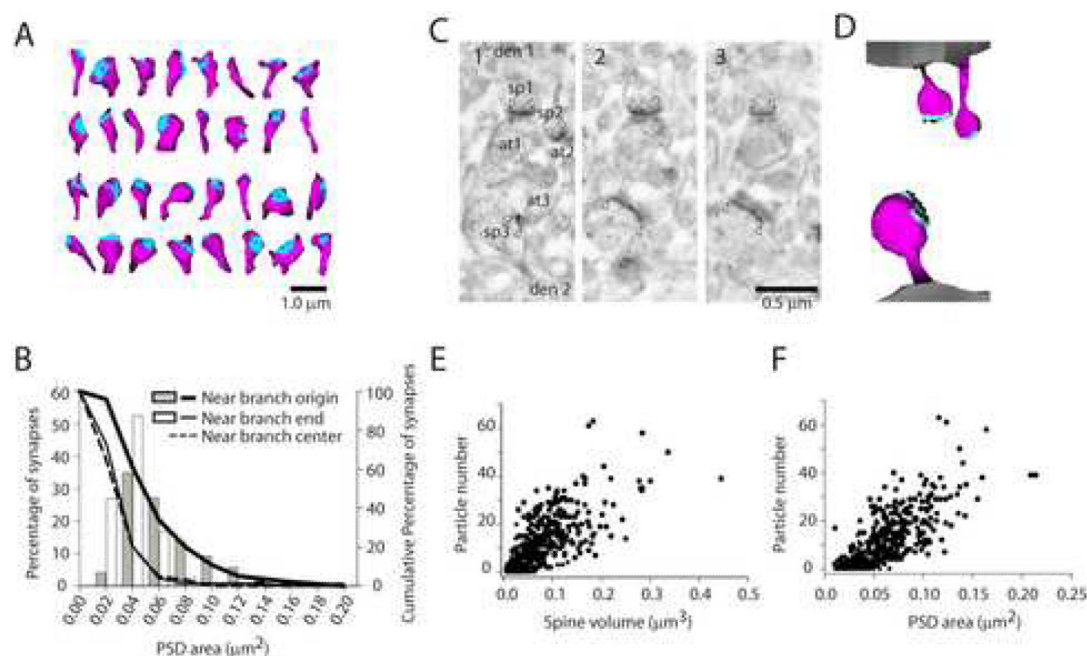 A
1.0 μm
B
Near branch origin
Near branch end
Near branch center
Percentage of synapses
60
50
40
30
20
10
0
Cumulative Percentage of synapses
100
80
60
40
20
0
0.00 0.02 0.04 0.06 0.08 0.10 0.12 0.14 0.16 0.18 0.20
PSD area (μm²)
C
1 den 1
sp1
sp2
at1
at2
at3
sp3
den 2
2
3
0.5 μm
D
E
Particle number
60
40
20
0
0.0 0.1 0.2 0.3 0.4 0.5
Spine volume (μm³)
F
Particle number
60
40
20
0
0.00 0.05 0.10 0.15 0.20 0.25
PSD area (μm²)